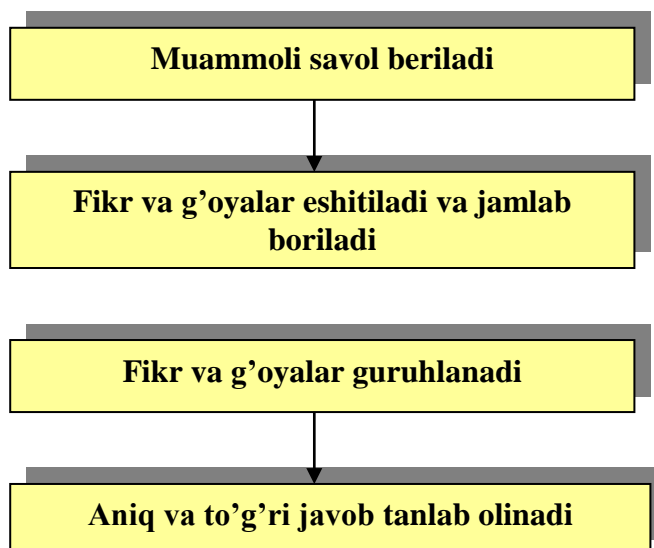 Muammoli savol beriladi
Fikr va g’oyalar eshitiladi va jamlab
boriladi
Fikr va g’oyalar guruhlanadi
Aniq va to’g’ri javob tanlab olinadi